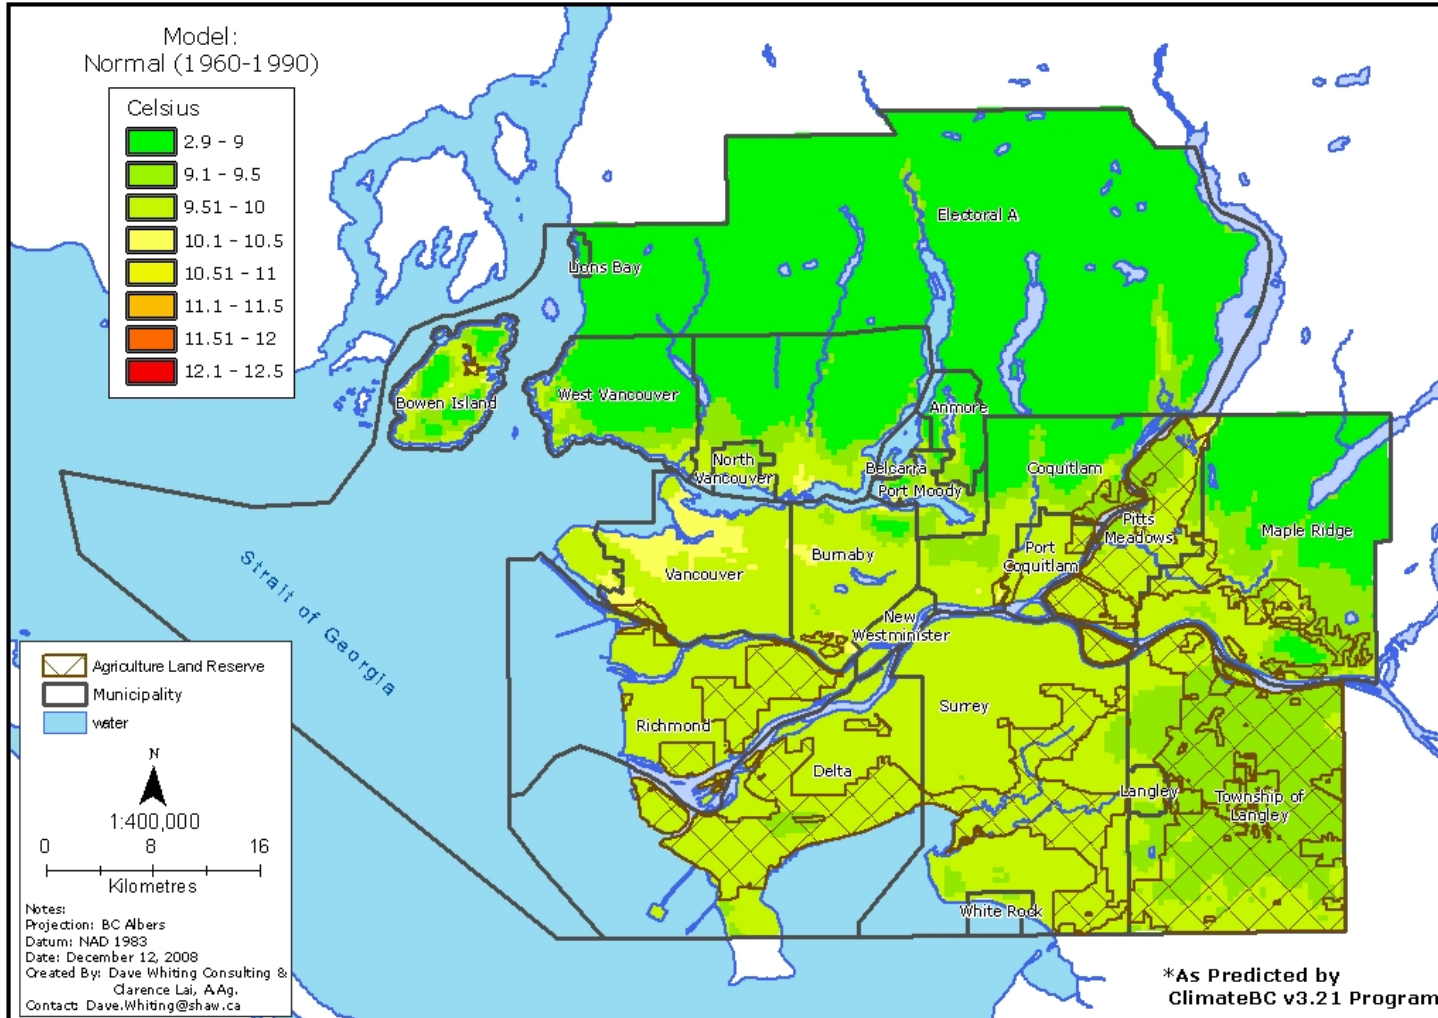 Model:
Normal (1960-1990)
Celsius
2.9 - 9
9.1 - 9.5
9.51 - 10
10.1 - 10.5
10.51 - 11
11.1 - 11.5
11.51 - 12
12.1 - 12.5
Electoral A
Lions Bay
Bowen Island
West Vancouver
Anmore
North
Vancouver
Belcarra
Port Moody
Coquitlam
Pitts
Meadows
Maple Ridge
Port
Coquitlam
Burnaby
Vancouver
New
Westminister
Strait of Georgia
Richmond
Surrey
Delta
Langley
Township of
Langley
White Rock
Agriculture Land Reserve
Municipality
water
N
1:400,000
0 8 16
Kilometres
Notes:
Projection: BC Albers
Datum: NAD 1983
Date: December 12, 2008
Created By: Dave Whiting Consulting &
Clarence Lai, A.Ag.
Contact: Dave.Whiting@shaw.ca
*As Predicted by
ClimateBC v3.21 Program